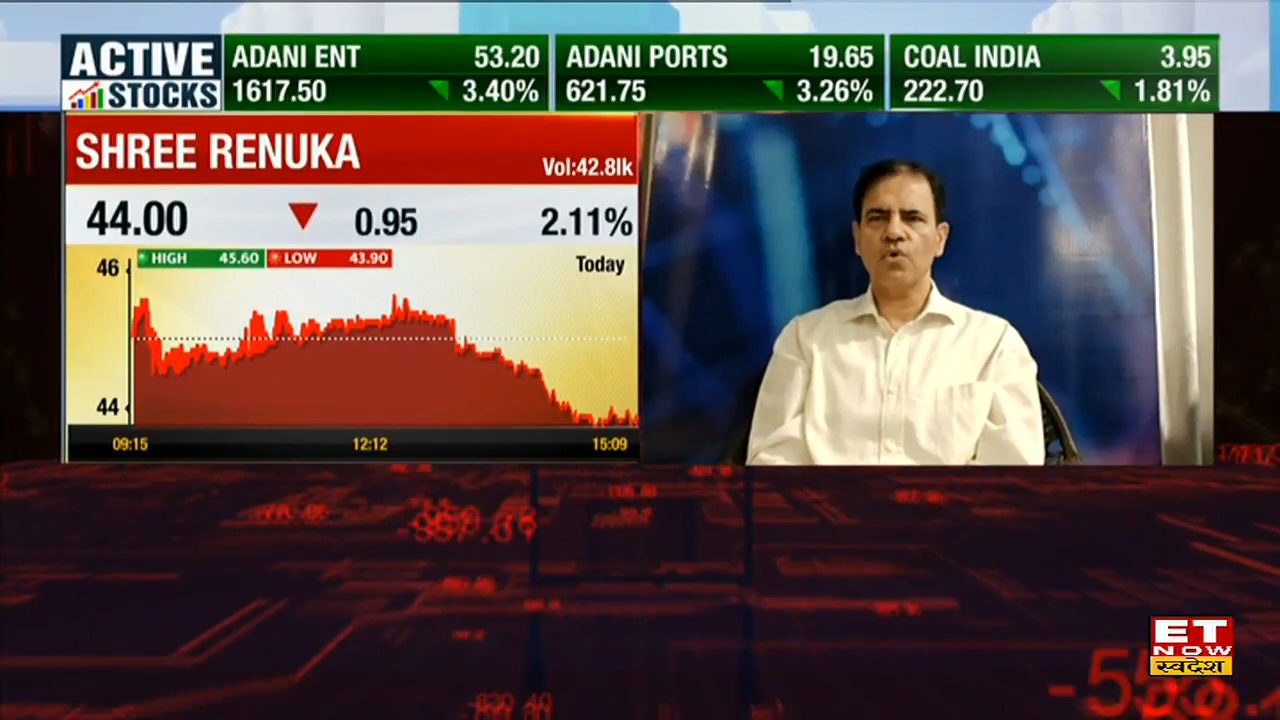 ACTIVE
STOCKS
ADANI ENT 53.20
1617.50 3.40%
ADANI PORTS 19.65
621.75 3.26%
COAL INDIA 3.95
222.70 1.81%
SHREE RENUKA
Vol:42.8lk
44.00 0.95 2.11%
HIGH 45.60 LOW 43.90
Today
46
44
09:15 12:12 15:09
ET
NOW
स्वदेश